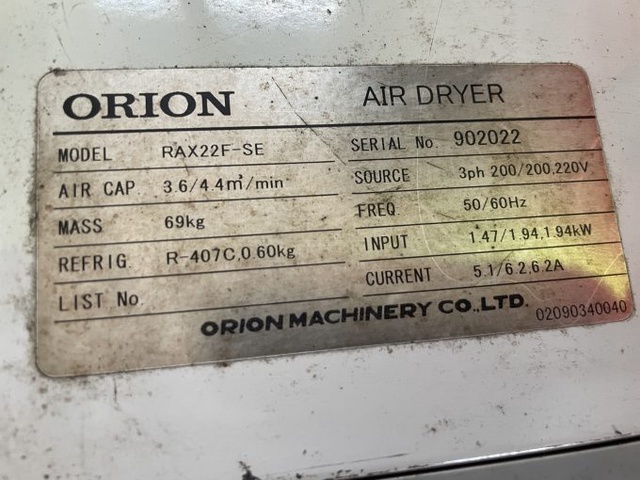 ORION AIR DRYER
MODEL RAX22F-SE SERIAL No. 902022
AIR CAP. 3.6/4.4m³/min SOURCE 3ph 200/200,220V
MASS 69kg FREQ. 50/60Hz
REFRIG. R-407C,0.60kg INPUT 1.47/1.94,1.94kW
LIST No. CURRENT 5.1/6.2,6.2A
ORION MACHINERY CO.,LTD. 02090340040